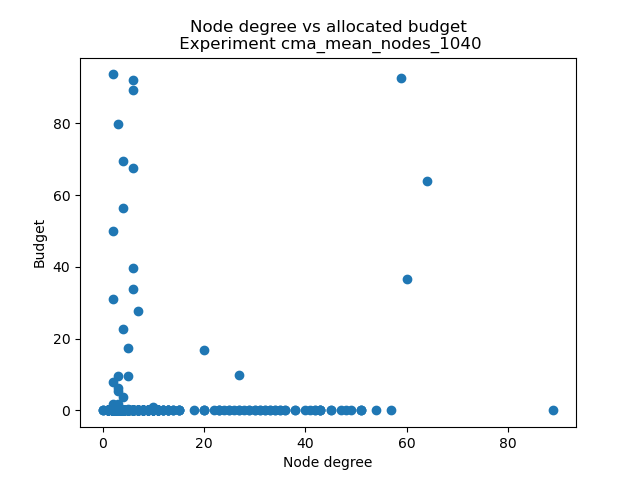 Node degree vs allocated budget
Experiment cma_mean_nodes_1040
80
60
40
20
0
Budget
0 20 40 60 80
Node degree